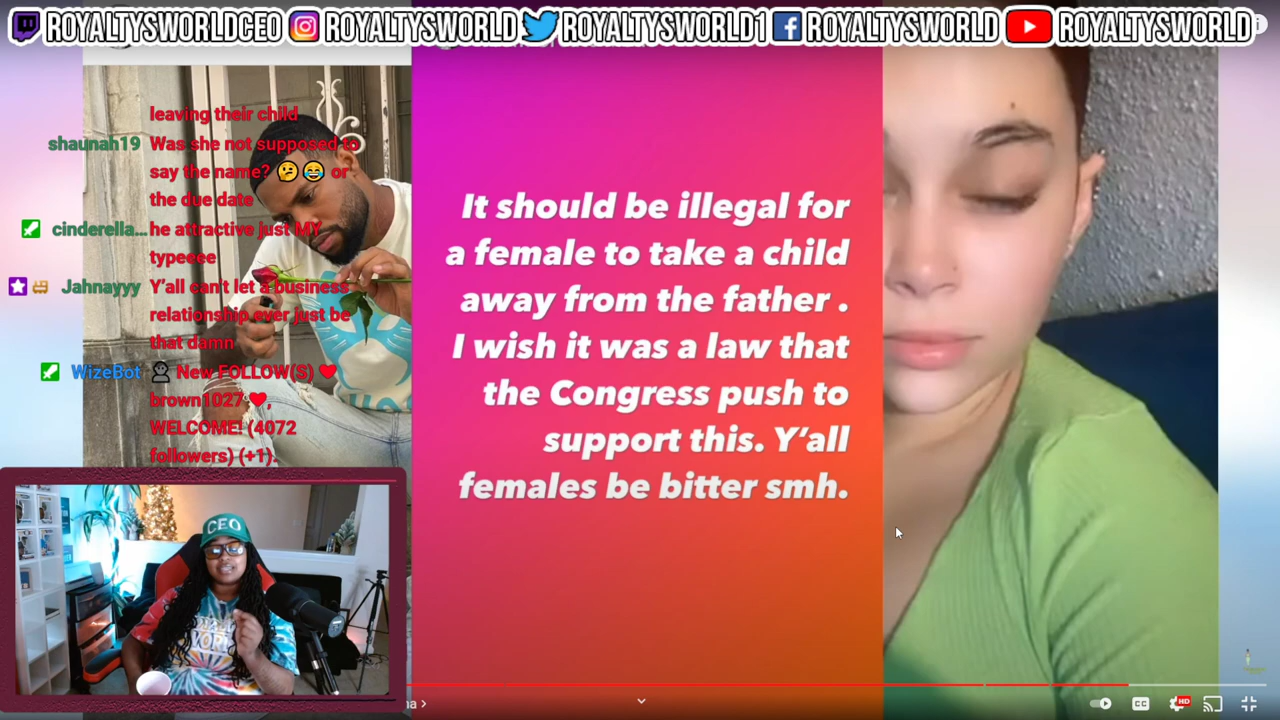 ROYALTYSWORLDCEO ROYALTYSWORLD ROYALTYSWORLD1 ROYALTYSWORLD ROYALTYSWORLD
leaving their child
shaunah19 Was she not supposed to
say the name? 🤔 😂 or
the due date
cinderella... he attractive just MY
typeeee
Jahnayyy Y'all can't let a business
relationship ever just be
that damn
WizeBot New FOLLOW(S) ❤
brown1027 ❤,
WELCOME! (4072
followers) (+1).
It should be illegal for
a female to take a child
away from the father .
I wish it was a law that
the Congress push to
support this. Y'all
females be bitter smh.
CEO
CC
HD